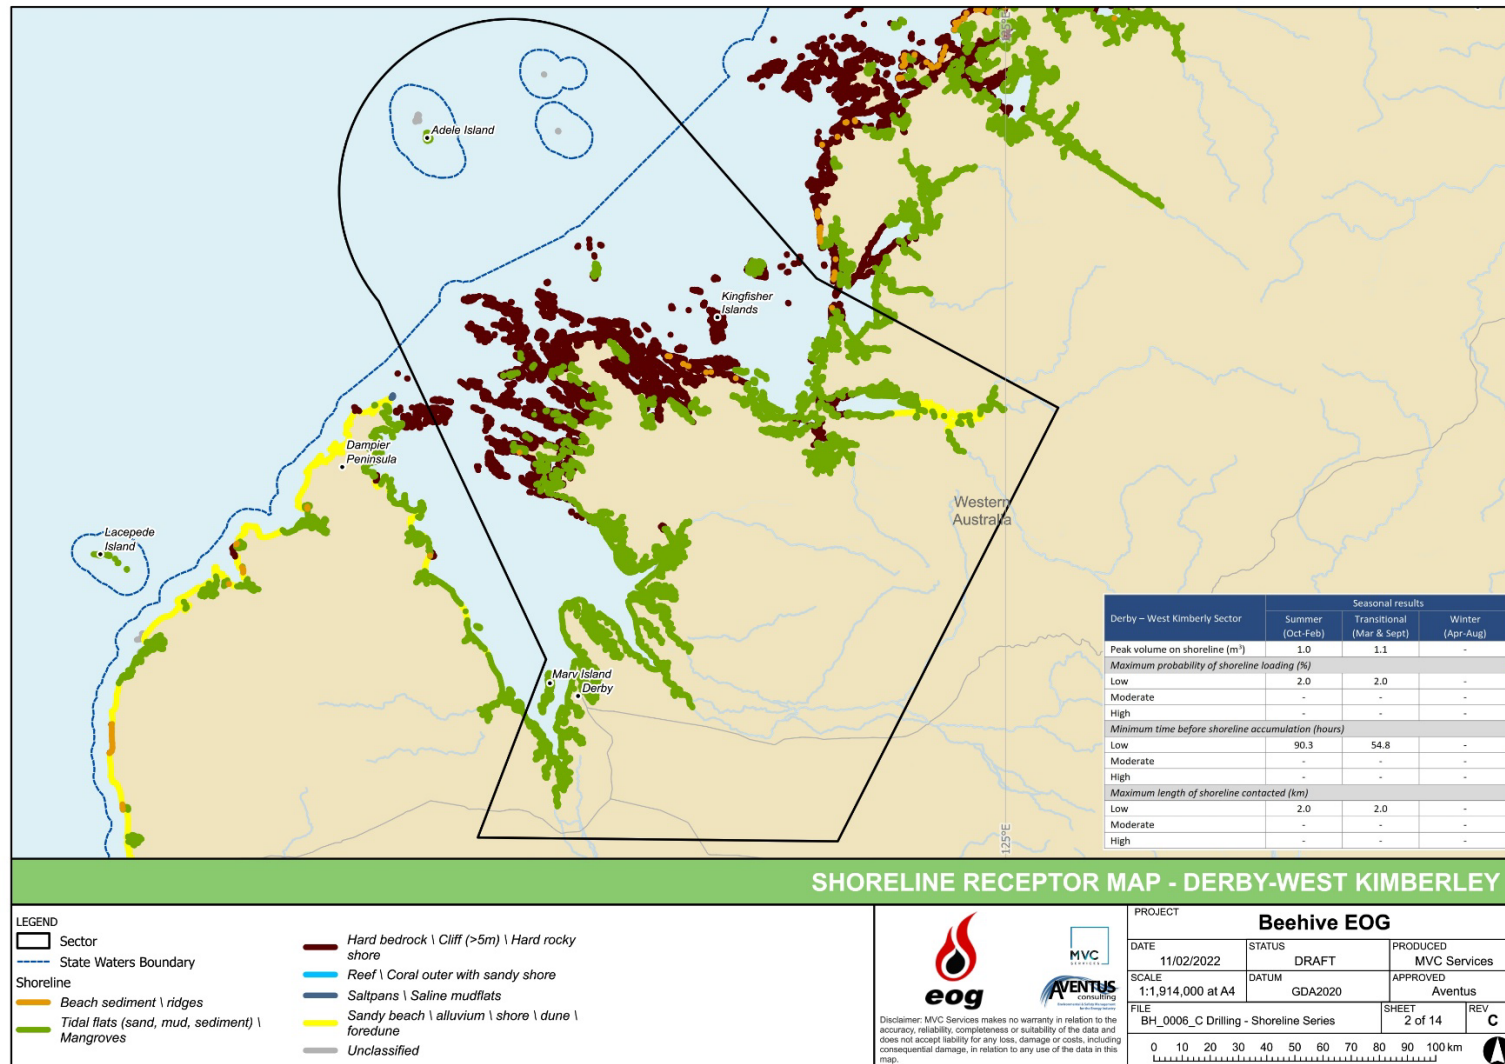 125°E
Adele Island
Kingfisher
Islands
Dampier
Peninsula
Lacepede
Island
Western
Australia
Mary Island
Derby
125°E
Derby – West Kimberly Sector
Seasonal results
Summer (Oct-Feb) Transitional (Mar & Sept) Winter (Apr-Aug)
Peak volume on shoreline (m³) 1.0 1.1 -
Maximum probability of shoreline loading (%)
Low 2.0 2.0 -
Moderate - - -
High - - -
Minimum time before shoreline accumulation (hours)
Low 90.3 54.8 -
Moderate - - -
High - - -
Maximum length of shoreline contacted (km)
Low 2.0 2.0 -
Moderate - - -
High - - -
SHORELINE RECEPTOR MAP - DERBY-WEST KIMBERLEY
LEGEND
Sector
State Waters Boundary
Shoreline
Beach sediment \ ridges
Tidal flats (sand, mud, sediment) \
Mangroves
Hard bedrock \ Cliff (>5m) \ Hard rocky
shore
Reef \ Coral outer with sandy shore
Saltpans \ Saline mudflats
Sandy beach \ alluvium \ shore \ dune \
foredune
Unclassified
eog
MVC
SERVICES
AVENTUS
consulting
Disclaimer: MVC Services makes no warranty in relation to the
accuracy, reliability, completeness or suitability of the data and
does not accept liability for any loss, damage or costs, including
consequential damage, in relation to any use of the data in this
map.
PROJECT
Beehive EOG
DATE STATUS PRODUCED
11/02/2022 DRAFT MVC Services
SCALE DATUM APPROVED
1:1,914,000 at A4 GDA2020 Aventus
FILE SHEET REV
BH_0006_C Drilling - Shoreline Series 2 of 14 C
0 10 20 30 40 50 60 70 80 90 100 km